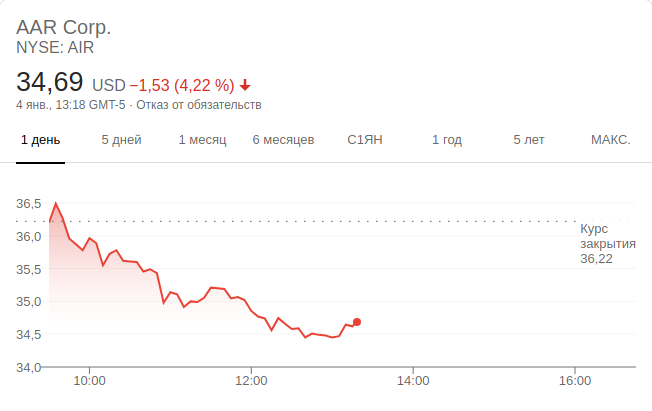 AAR Corp.
NYSE: AIR
34,69 USD −1,53 (4,22 %)
4 янв., 13:18 GMT-5 · Отказ от обязательств
1 день 5 дней 1 месяц 6 месяцев С1ЯН 1 год 5 лет МАКС.
36,5
36,0
35,5
35,0
34,5
34,0
Курс
закрытия
36,22
10:00 12:00 14:00 16:00